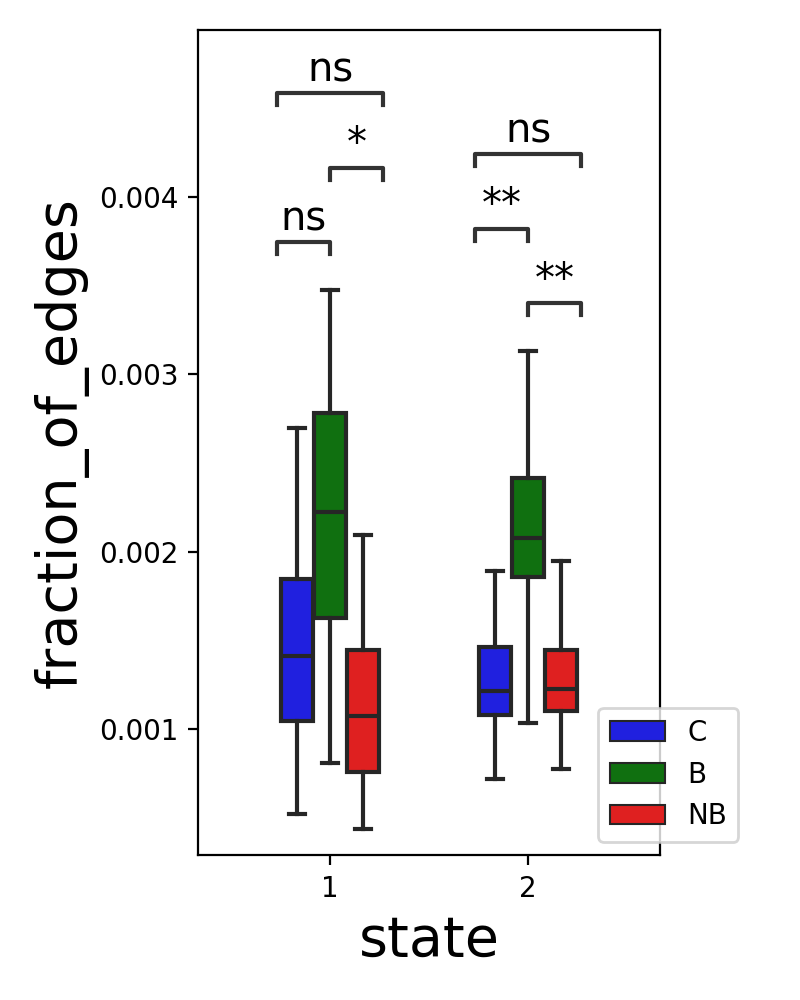 ns
*
ns
ns
**
**
fraction_of_edges
0.004
0.003
0.002
0.001
1
2
state
C
B
NB